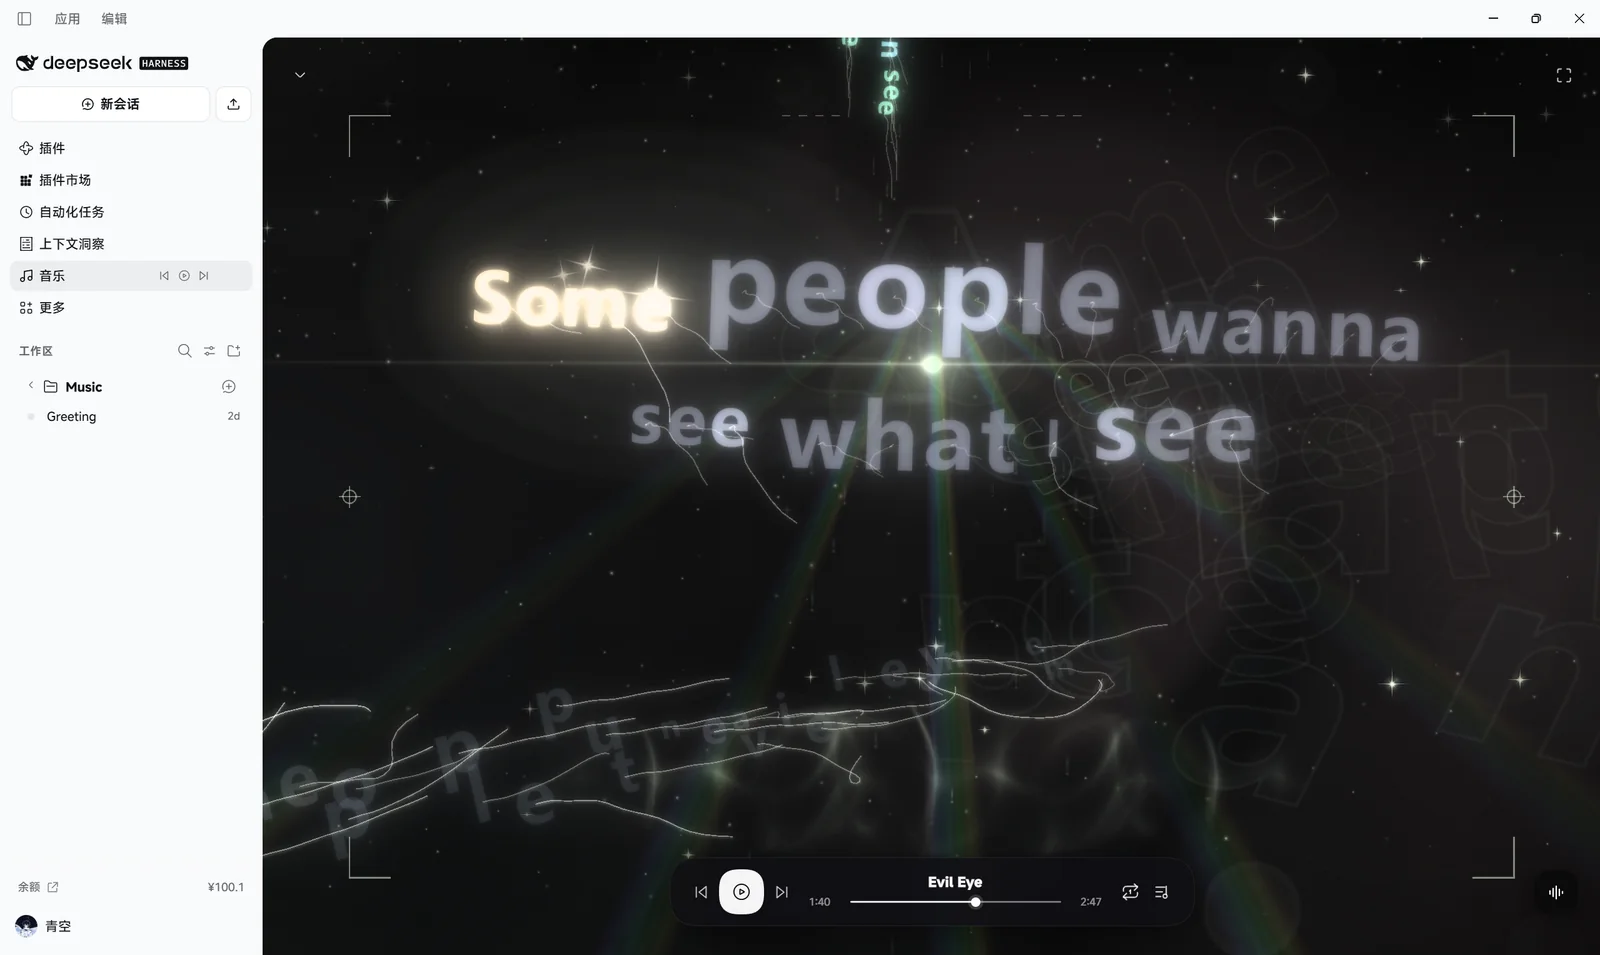 应用 编辑
deepseek HARNESS
新会话
插件
插件市场
自动化任务
上下文洞察
音乐
更多
工作区
Music
Greeting 2d
余额 ¥100.1
青空
n see
Some people wanna
see what I see
Evil Eye
1:40 2:47